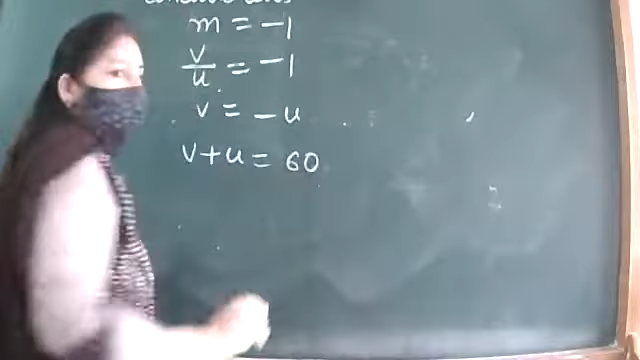 m = -1
v/u = -1
v = -u
v+u = 60